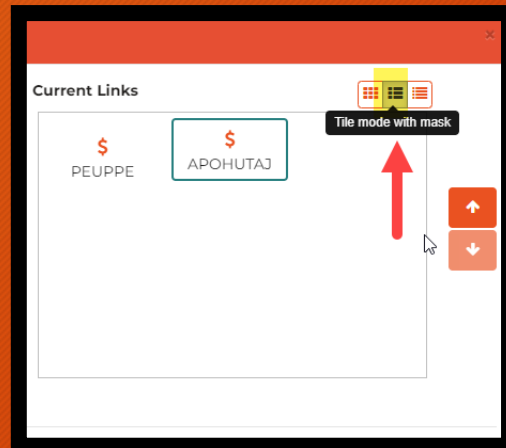 ×
Current Links
Tile mode with mask
$ $
PEUPPE APOHUTAJ